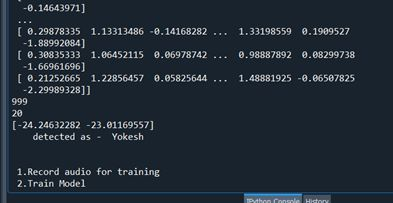 -0.14643971]
...
[ 0.29878335 1.13313486 -0.14168282 ... 1.33198559 0.1909527
-1.88992084]
[ 0.30835333 1.06452115 0.06978742 ... 0.98887892 0.08299738
-1.66961696]
[ 0.21252665 1.22856457 0.05825644 ... 1.48881925 -0.06507825
-2.29989328]]
999
20
[-24.24632282 -23.01169557]
detected as - Yokesh
1.Record audio for training
2.Train Model
IPython Console History